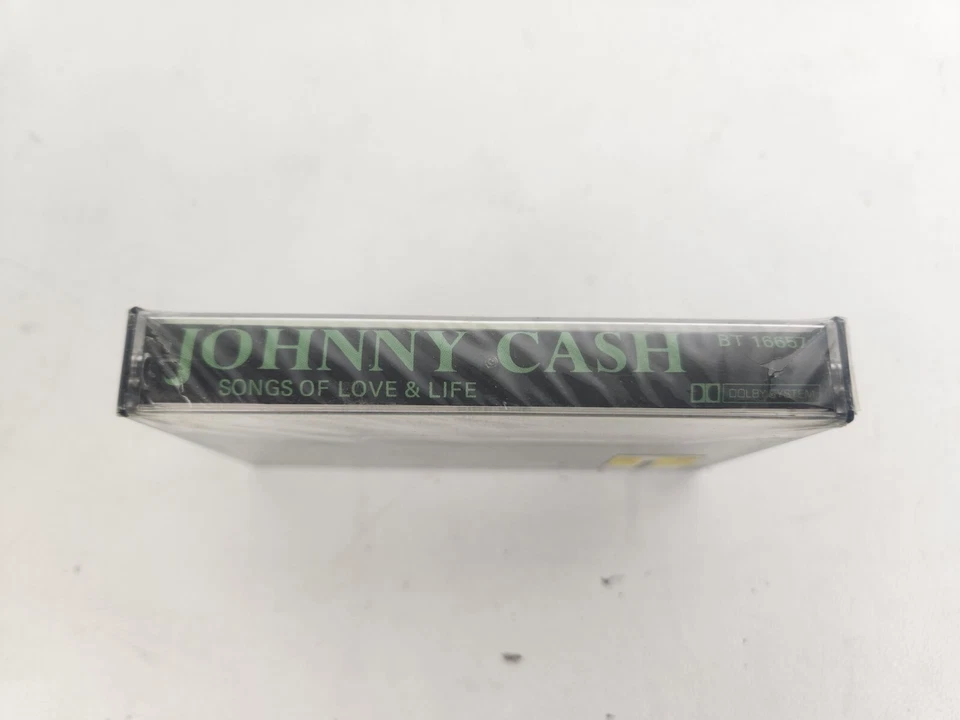 JOHNNY CASH
BT 16657
SONGS OF LOVE & LIFE
DOLBY SYSTEM